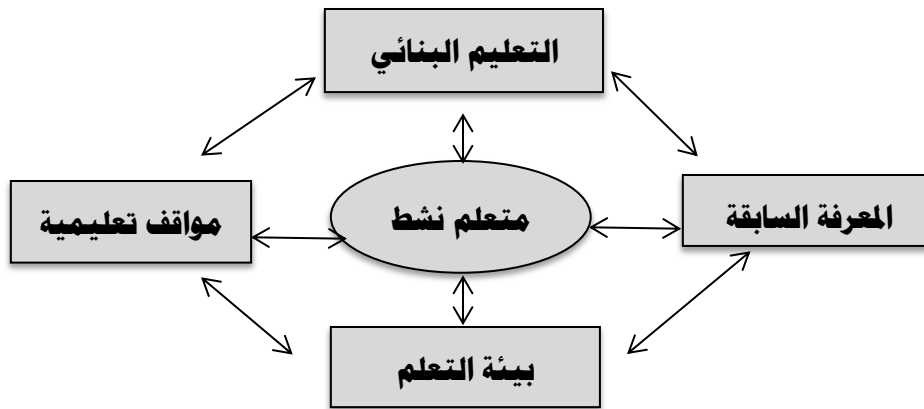 التعليم البنائي
المعرفة السابقة
متعلم نشط
مواقف تعليمية
بيئة التعلم